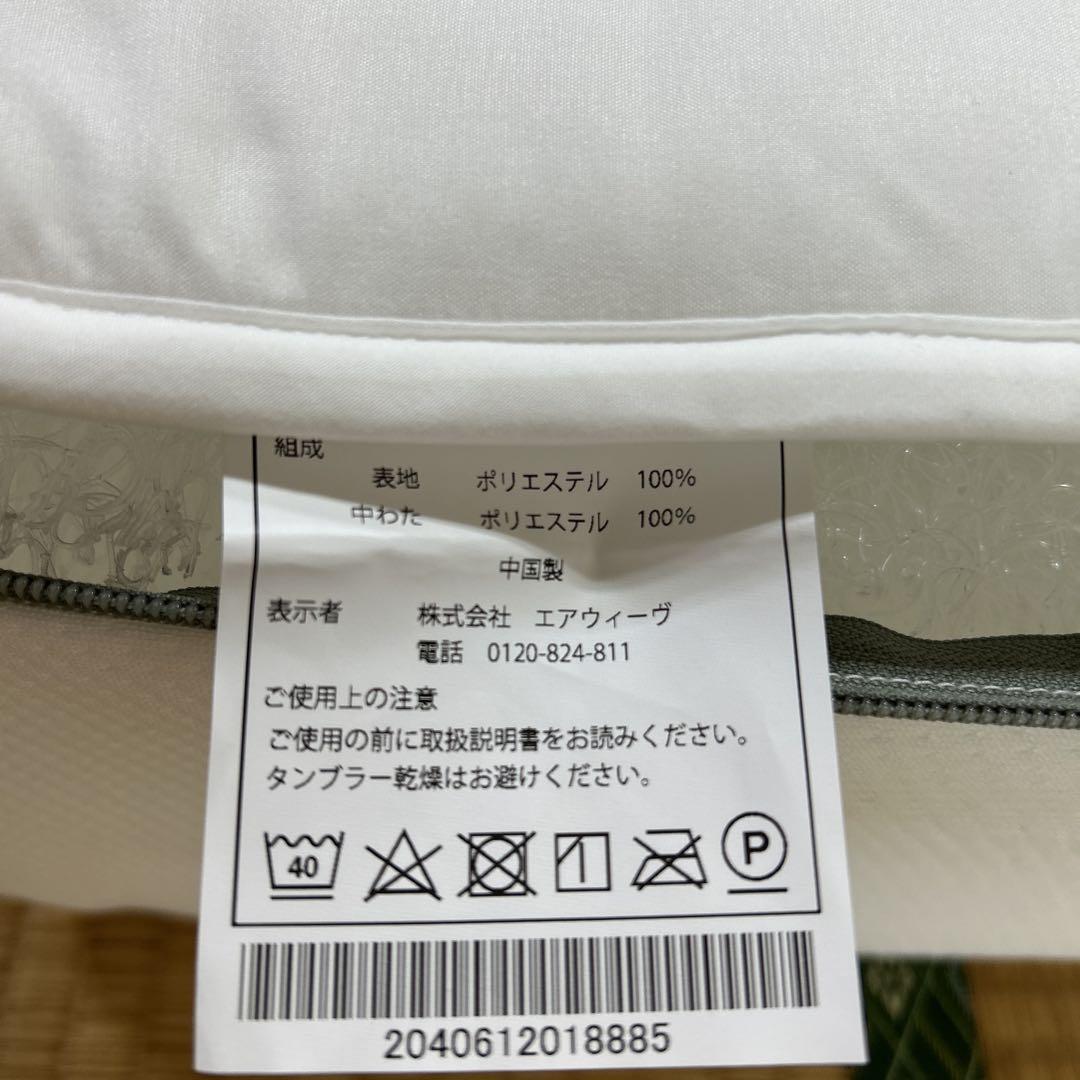 組成
表地 ポリエステル 100%
中わた ポリエステル 100%
中国製
表示者 株式会社 エアウィーヴ
電話 0120-824-811
ご使用上の注意
ご使用の前に取扱説明書をお読みください。
タンブラー乾燥はお避けください。
40 P
2040612018885